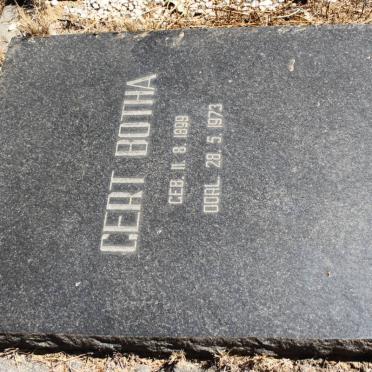 GERT BOTHA
GEB. 11. 8. 1899
OORL. 28. 5. 1973